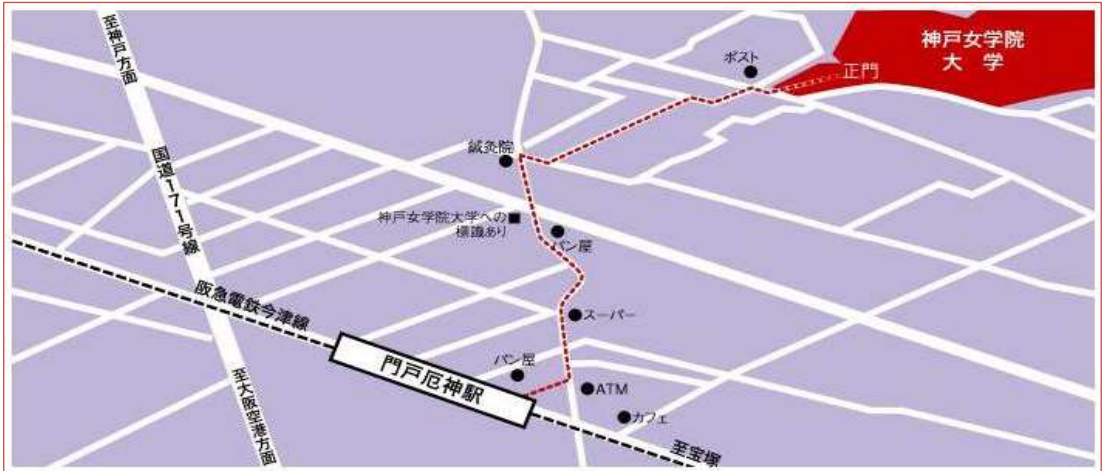 至神戸方面
国道171号線
至大阪空港方面
神戸女学院
大学
正門
ポスト
鍼灸院
神戸女学院大学への
標識あり
パン屋
スーパー
阪急電鉄今津線
門戸厄神駅
パン屋
ATM
カフェ
至宝塚